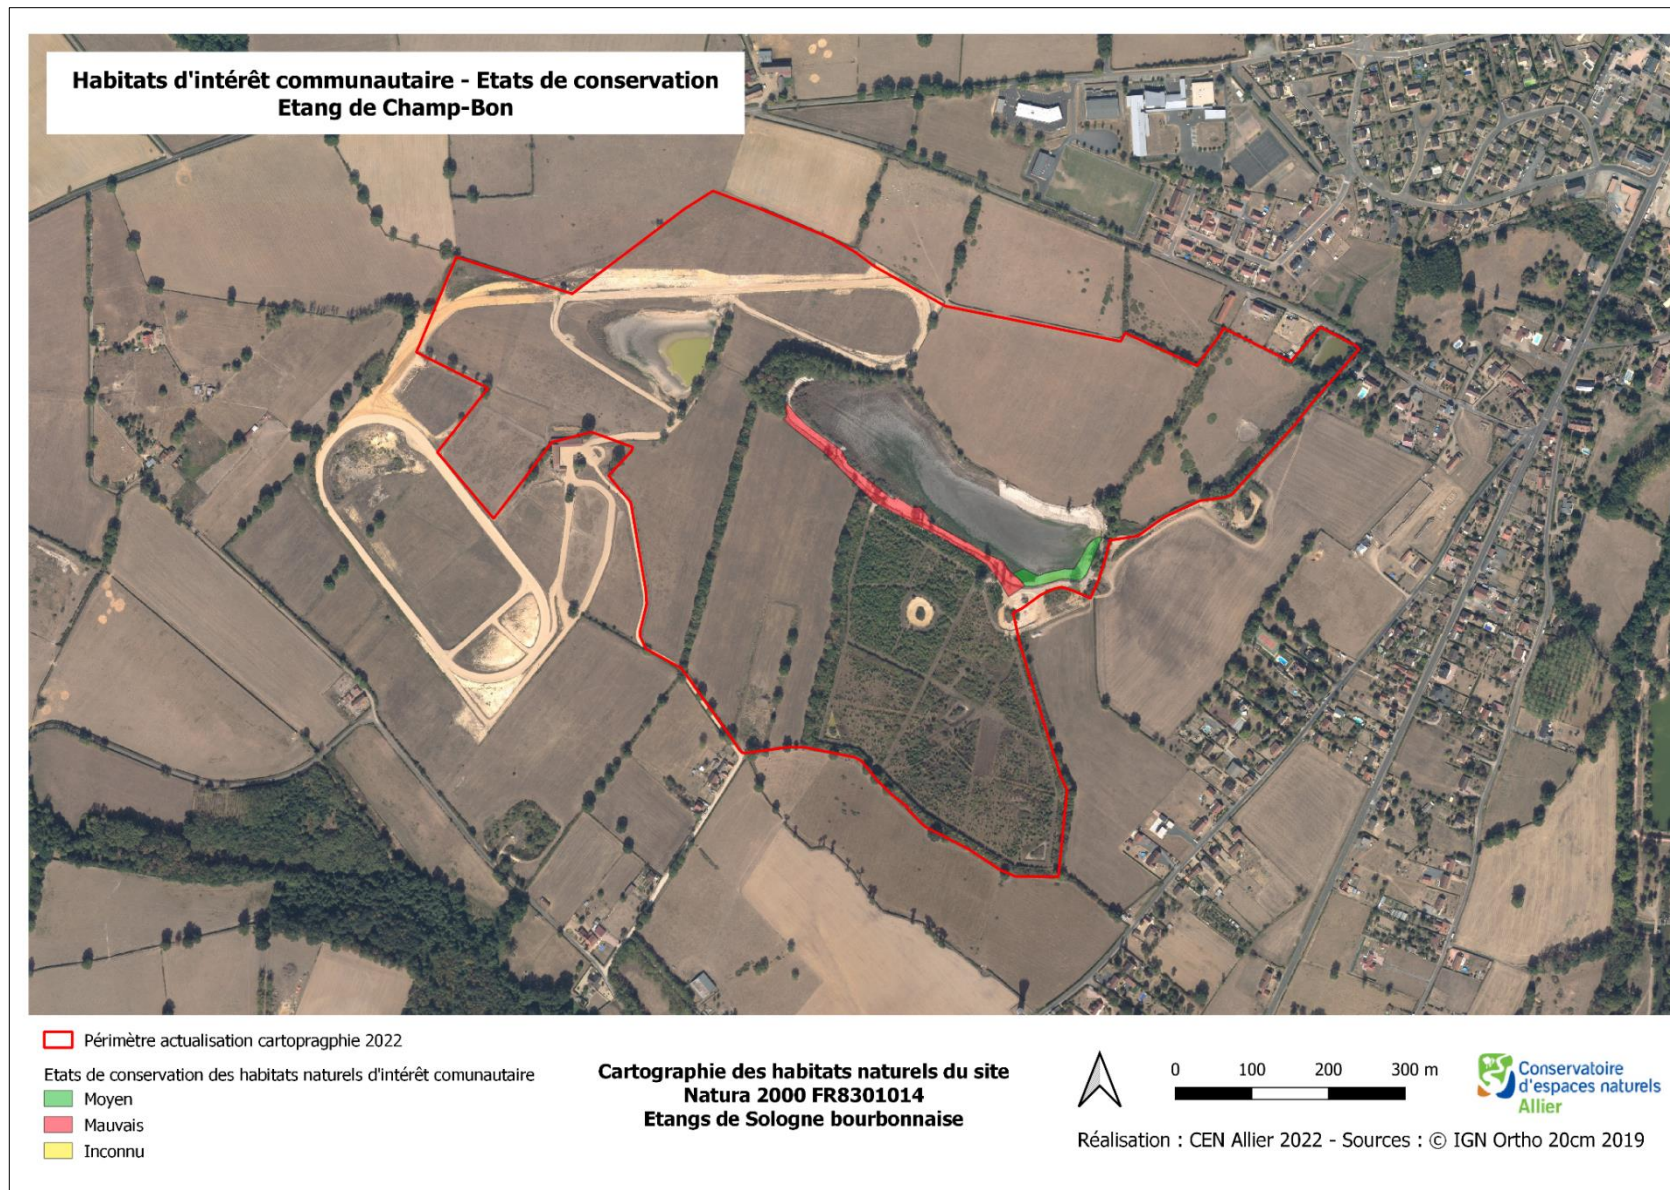 Habitats d'intérêt communautaire - Etats de conservation
Etang de Champ-Bon
Périmètre actualisation cartopragphie 2022
Etats de conservation des habitats naturels d'intérêt comunautaire
Moyen
Mauvais
Inconnu
Cartographie des habitats naturels du site
Natura 2000 FR8301014
Etangs de Sologne bourbonnaise
0 100 200 300 m
Conservatoire
d'espaces naturels
Allier
Réalisation : CEN Allier 2022 - Sources : © IGN Ortho 20cm 2019